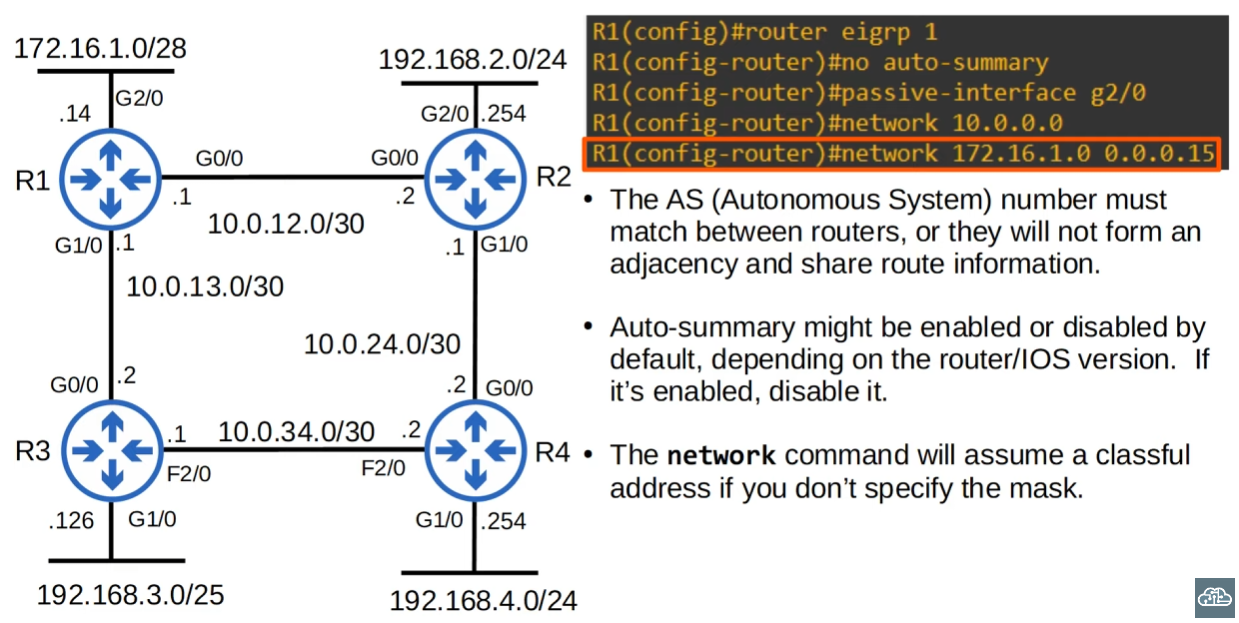 172.16.1.0/28
.14
G2/0
R1
G0/0
.1
G1/0
.1
10.0.12.0/30
192.168.2.0/24
G2/0
.254
G0/0
.2
R2
.1
G1/0
10.0.13.0/30
10.0.24.0/30
G0/0
.2
R3
.1
F2/0
10.0.34.0/30
.2
G0/0
.2
F2/0
R4
.126
G1/0
192.168.3.0/25
G1/0
.254
192.168.4.0/24
R1(config)#router eigrp 1
R1(config-router)#no auto-summary
R1(config-router)#passive-interface g2/0
R1(config-router)#network 10.0.0.0
R1(config-router)#network 172.16.1.0 0.0.0.15
• The AS (Autonomous System) number must
match between routers, or they will not form an
adjacency and share route information.
• Auto-summary might be enabled or disabled by
default, depending on the router/IOS version.  If
it's enabled, disable it.
• The network command will assume a classful
address if you don't specify the mask.